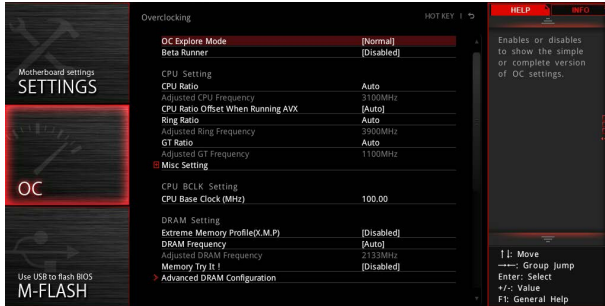 Overclocking
HOT KEY | ↰
HELP
INFO
Motherboard settings
SETTINGS
OC
Use USB to flash BIOS
M-FLASH
OC Explore Mode [Normal]
Beta Runner [Disabled]
CPU Setting
CPU Ratio Auto
Adjusted CPU Frequency 3100MHz
CPU Ratio Offset When Running AVX [Auto]
Ring Ratio Auto
Adjusted Ring Frequency 3900MHz
GT Ratio Auto
Adjusted GT Frequency 1100MHz
Misc Setting
CPU BCLK Setting
CPU Base Clock (MHz) 100.00
DRAM Setting
Extreme Memory Profile(X.M.P) [Disabled]
DRAM Frequency [Auto]
Adjusted DRAM Frequency 2133MHz
Memory Try It ! [Disabled]
Advanced DRAM Configuration
Enables or disables
to show the simple
or complete version
of OC settings.
↑↓: Move
→←: Group Jump
Enter: Select
+/-: Value
F1: General Help